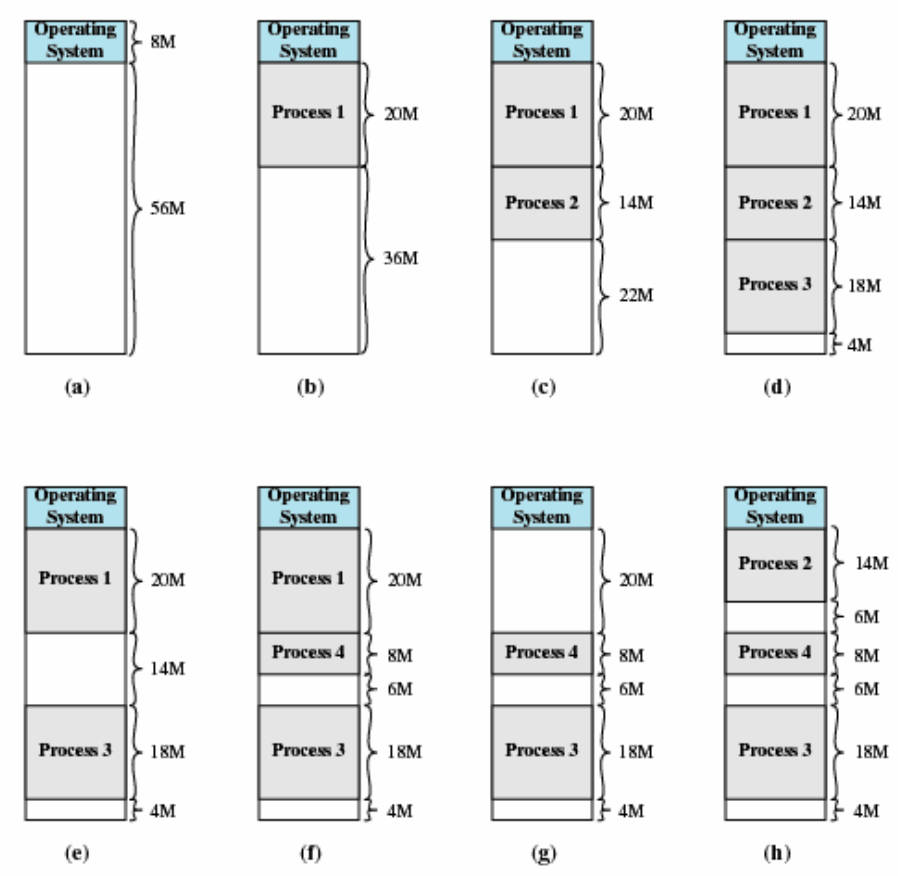 Operating
System
8M
56M
(a)
Operating
System
Process 1
20M
36M
(b)
Operating
System
Process 1
20M
Process 2
14M
22M
(c)
Operating
System
Process 1
20M
Process 2
14M
Process 3
18M
4M
(d)
Operating
System
Process 1
20M
14M
Process 3
18M
4M
(e)
Operating
System
Process 1
20M
Process 4
8M
6M
Process 3
18M
4M
(f)
Operating
System
20M
Process 4
8M
6M
Process 3
18M
4M
(g)
Operating
System
Process 2
14M
6M
Process 4
8M
6M
Process 3
18M
4M
(h)